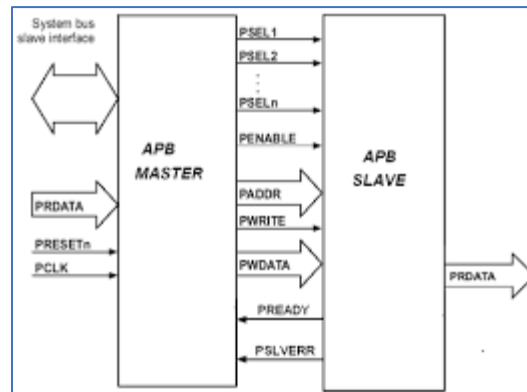 System bus
slave interface
PRDATA
PRESETn
PCLK
APB
MASTER
PSEL1
PSEL2
PSELn
PENABLE
PADDR
PWRITE
PWDATA
PREADY
PSLVERR
APB
SLAVE
PRDATA